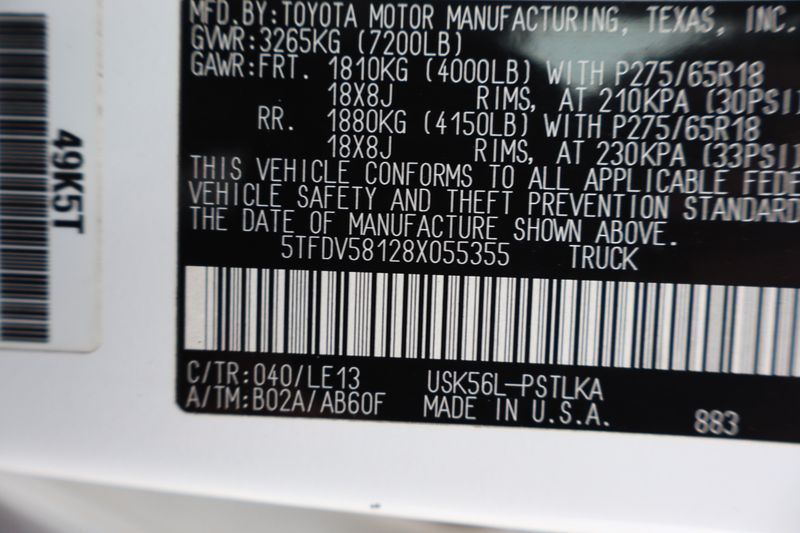 MFD.BY:TOYOTA MOTOR MANUFACTURING, TEXAS, INC.
GVWR:3265KG (7200LB)
GAWR:FRT. 1810KG (4000LB) WITH P275/65R18
18X8J RIMS, AT 210KPA (30PSI)
RR. 1880KG (4150LB) WITH P275/65R18
18X8J RIMS, AT 230KPA (33PSI)
THIS VEHICLE CONFORMS TO ALL APPLICABLE FEDE
VEHICLE SAFETY AND THEFT PREVENTION STANDARD
THE DATE OF MANUFACTURE SHOWN ABOVE.
5TFDV58128X055355 TRUCK
C/TR:040/LE13 USK56L-PSTLKA
A/TM:B02A/AB60F MADE IN U.S.A. 883
49K5T